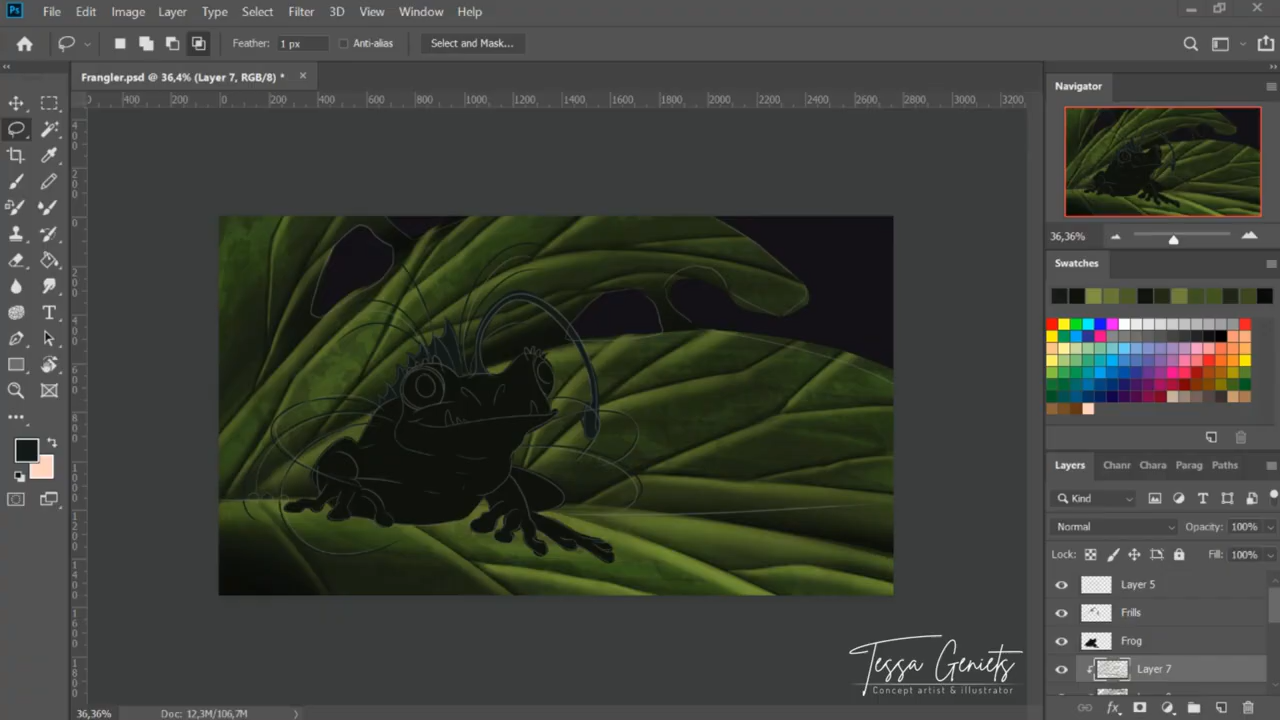 Ps File Edit Image Layer Type Select Filter 3D View Window Help
Feather: 1 px Anti-alias Select and Mask...
Frangler.psd @ 36,4% (Layer 7, RGB/8) * ×
400 200 0 200 400 600 800 1000 1200 1400 1600 1800 2000 2200 2400 2600 2800 3000 3200
Navigator
36,36%
Swatches
Layers Chanr Chara Parag Paths
Kind
Normal Opacity: 100%
Lock: Fill: 100%
Layer 5
Frills
Frog
Layer 7
Tessa Geniets
Concept artist & illustrator
36,36% Doc: 12,3M/106,7M